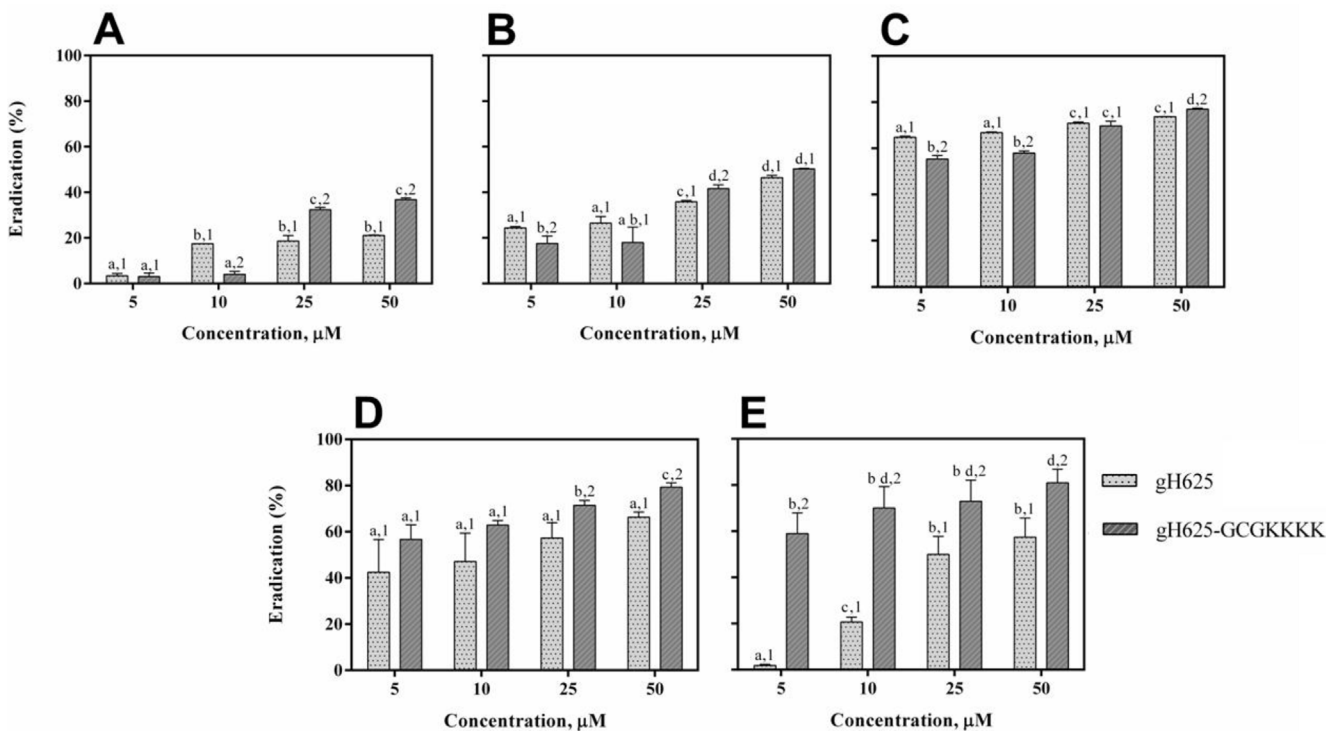 A
B
C
Eradication (%)
100
80
60
40
20
0
a,1 a,1 b,1 a,2 b,1 c,2 b,1 c,2
5 10 25 50
Concentration, μM
a,1 b,2 a,1 a b,1 c,1 d,2 d,1 d,1
5 10 25 50
Concentration, μM
a,1 b,2 a,1 b,2 c,1 c,1 c,1 d,2
5 10 25 50
Concentration, μM
D
E
Eradication (%)
100
80
60
40
20
0
a,1 a,1 a,1 a,1 a,1 b,2 a,1 c,2
5 10 25 50
Concentration, μM
a,1 b,2 c,1 b d,2 b,1 b d,2 b,1 d,2
5 10 25 50
Concentration, μM
gH625
gH625-GCGKKKK